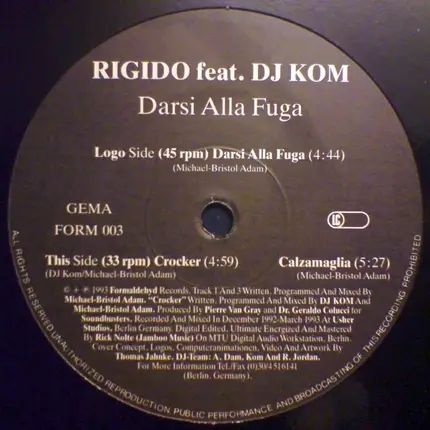 RIGIDO feat. DJ KOM
Darsi Alla Fuga
Logo Side (45 rpm) Darsi Alla Fuga (4:44)
(Michael-Bristol Adam)
GEMA
LC
FORM 003
This Side (33 rpm) Crocker (4:59) Calzamaglia (5:27)
(DJ Kom/Michael-Bristol Adam) (Michael-Bristol Adam)
© + ℗ 1993 Formaldehyd Records. Track 1 And 3 Written. Programmed And Mixed By
Michael-Bristol Adam. "Crocker" Written. Programmed And Mixed By DJ KOM And
Michael-Bristol Adam. Produced By Pierre Van Gray and Dr. Geraldo Colucci for
Soundbusters. Recorded And Mixed In December 1992-March 1993 At Usher
Studios. Berlin Germany. Digital Edited. Ultimate Energized And Mastered
By Rick Nolte (Jamboo Music) On MTU Digital Audio Workstation, Berlin.
Cover Concept. Logos. Computeranimationen. Video And Artwork By
Thomas Jahnke. DJ-Team: A. Dam, Kom And R. Jordan.
For More Information Tel./Fax (0)30/4516141
(Berlin. Germany).
ALL RIGHTS RESERVED UNAUTHORIZED REPRODUCTION PUBLIC PERFORMANCE AND BROADCASTING OF THIS RECORDING PROHIBITED